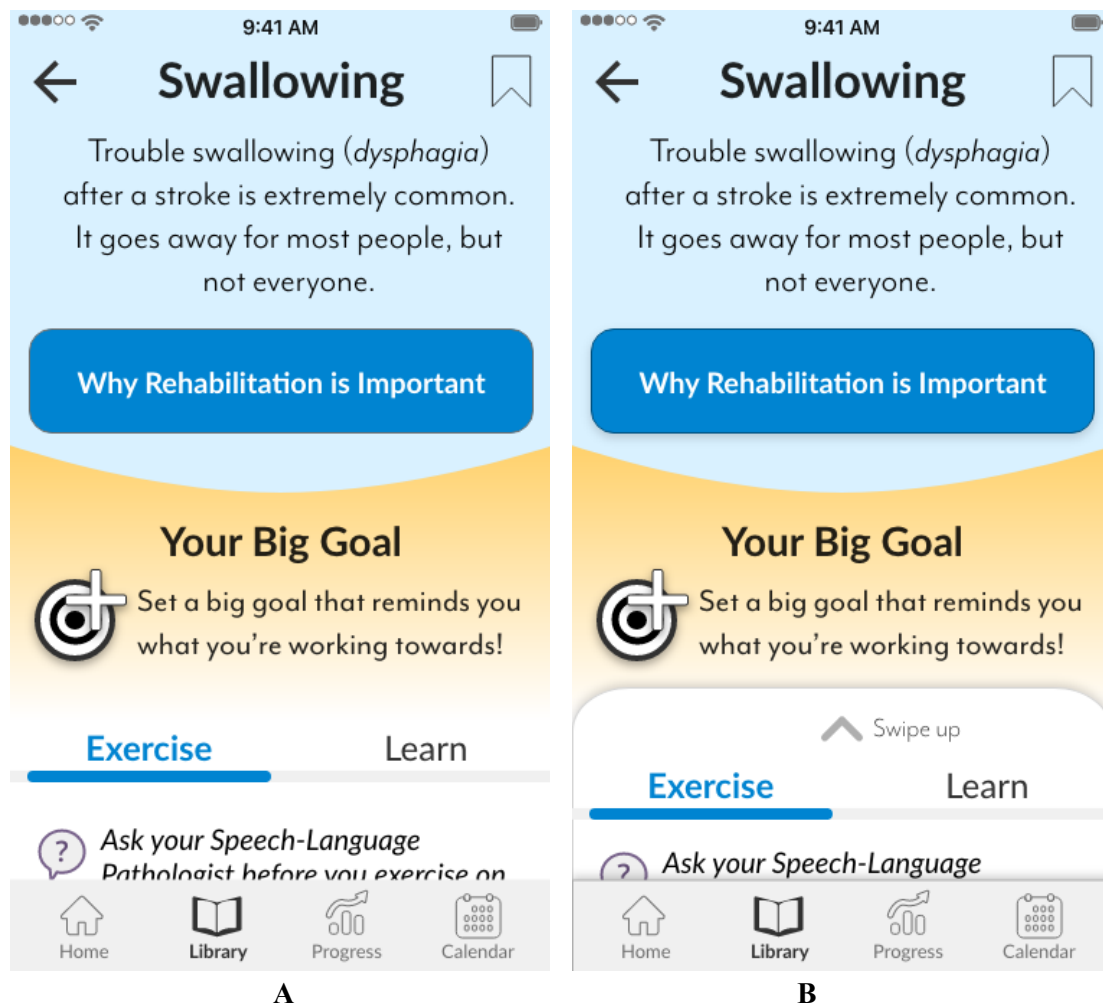 9:41 AM
Swallowing
Trouble swallowing (dysphagia)
after a stroke is extremely common.
It goes away for most people, but
not everyone.
Why Rehabilitation is Important
Your Big Goal
Set a big goal that reminds you
what you're working towards!
Exercise Learn
? Ask your Speech-Language
Pathologist before you exercise on
Home Library Progress Calendar
A
9:41 AM
Swallowing
Trouble swallowing (dysphagia)
after a stroke is extremely common.
It goes away for most people, but
not everyone.
Why Rehabilitation is Important
Your Big Goal
Set a big goal that reminds you
what you're working towards!
Swipe up
Exercise Learn
? Ask your Speech-Language
Home Library Progress Calendar
B